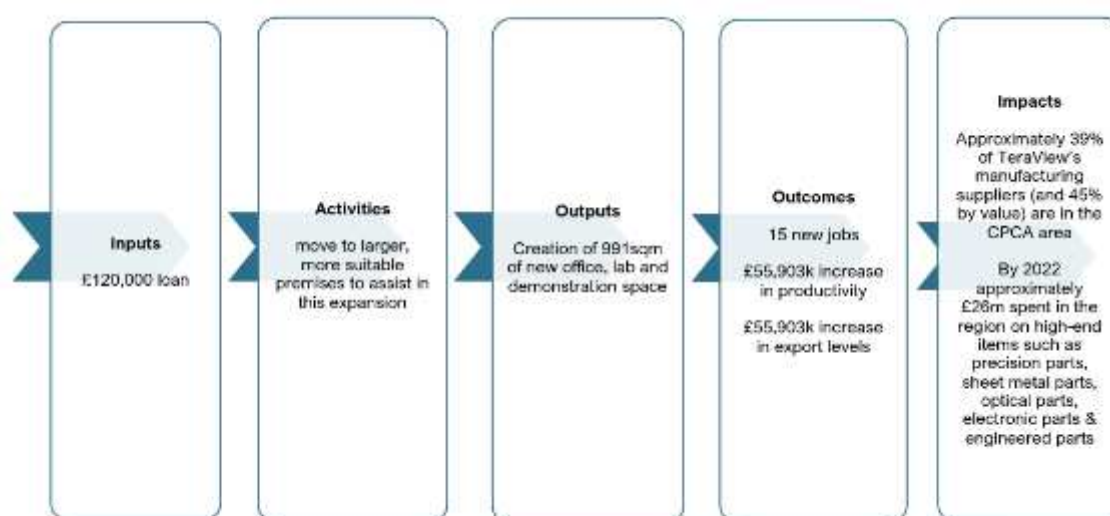 Inputs
£120,000 loan
Activities
move to larger,
more suitable
premises to assist in
this expansion
Outputs
Creation of 991sqm
of new office, lab and
demonstration space
Outcomes
15 new jobs
£55,903k increase
in productivity
£55,903k increase
in export levels
Impacts
Approximately 39%
of TeraView's
manufacturing
suppliers (and 45%
by value) are in the
CPCA area
By 2022
approximately
£26m spent in the
region on high-end
items such as
precision parts,
sheet metal parts,
optical parts,
electronic parts &
engineered parts